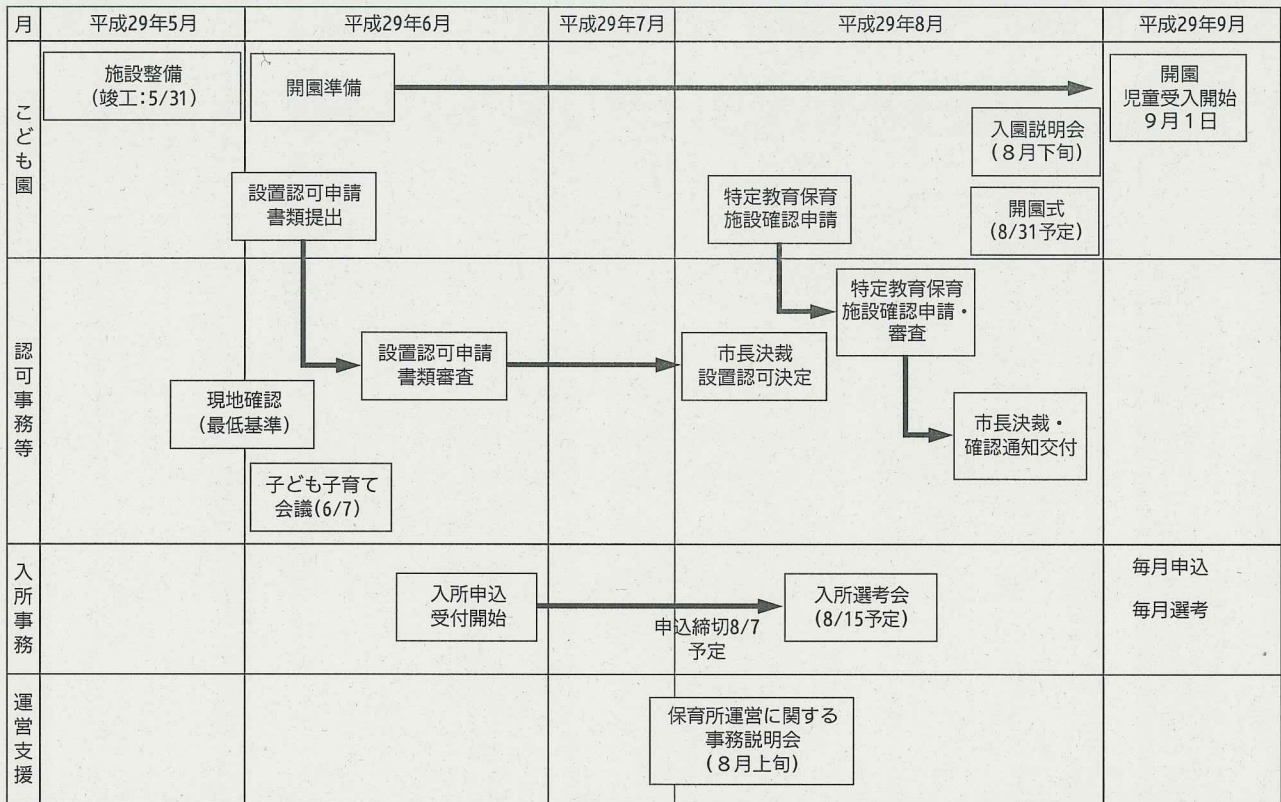 月
平成29年5月
平成29年6月
平成29年7月
平成29年8月
平成29年9月
こども園
施設整備
(竣工:5/31)
開園準備
開園
児童受入開始
9月1日
入園説明会
(8月下旬)
設置認可申請
書類提出
特定教育保育
施設確認申請
開園式
(8/31予定)
認可事務等
特定教育保育
施設確認申請・
審査
設置認可申請
書類審査
市長決裁
設置認可決定
現地確認
(最低基準)
市長決裁・
確認通知交付
子ども子育て
会議(6/7)
入所事務
入所申込
受付開始
申込締切8/7
予定
入所選考会
(8/15予定)
毎月申込
毎月選考
運営支援
保育所運営に関する
事務説明会
(8月上旬)